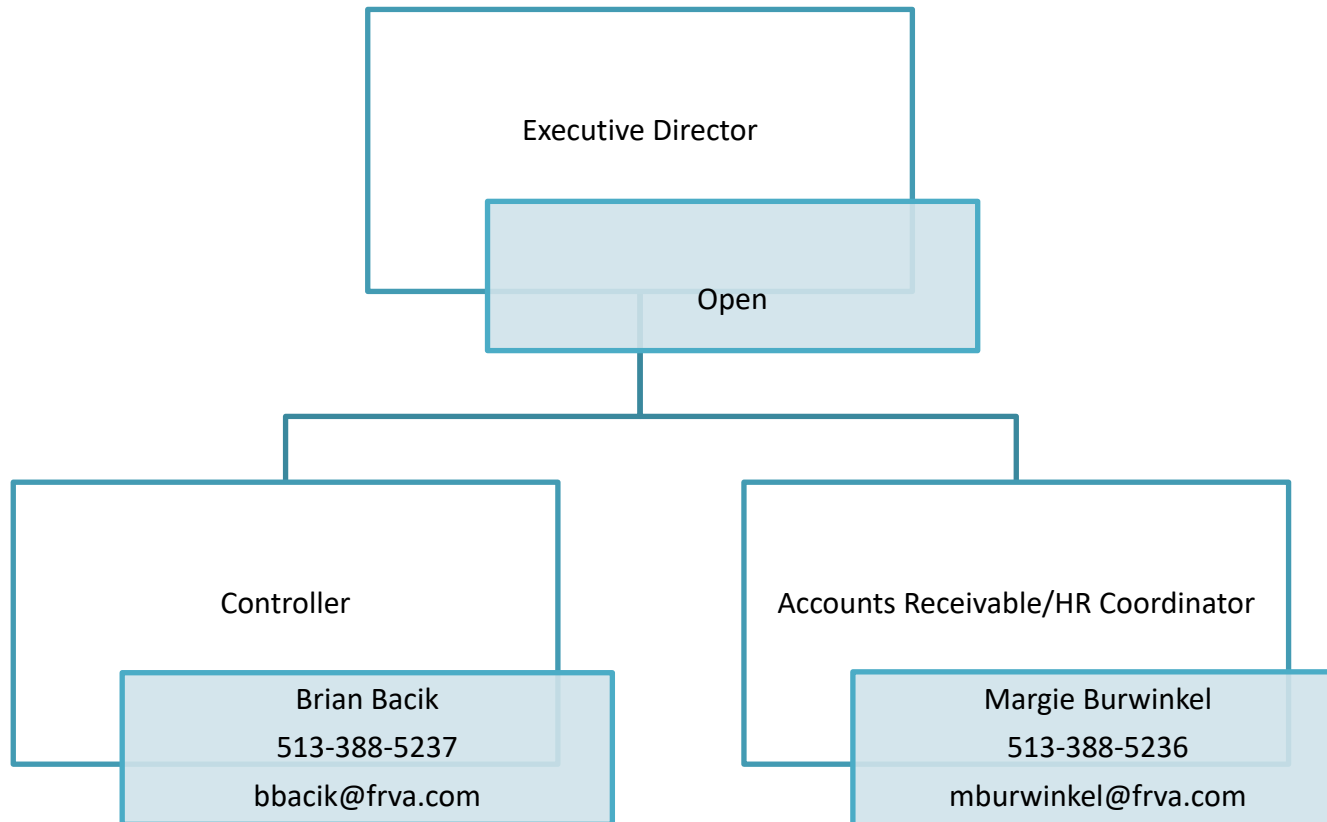 Executive Director
Open
Controller
Brian Bacik
513-388-5237
bbacik@frva.com
Accounts Receivable/HR Coordinator
Margie Burwinkel
513-388-5236
mburwinkel@frva.com